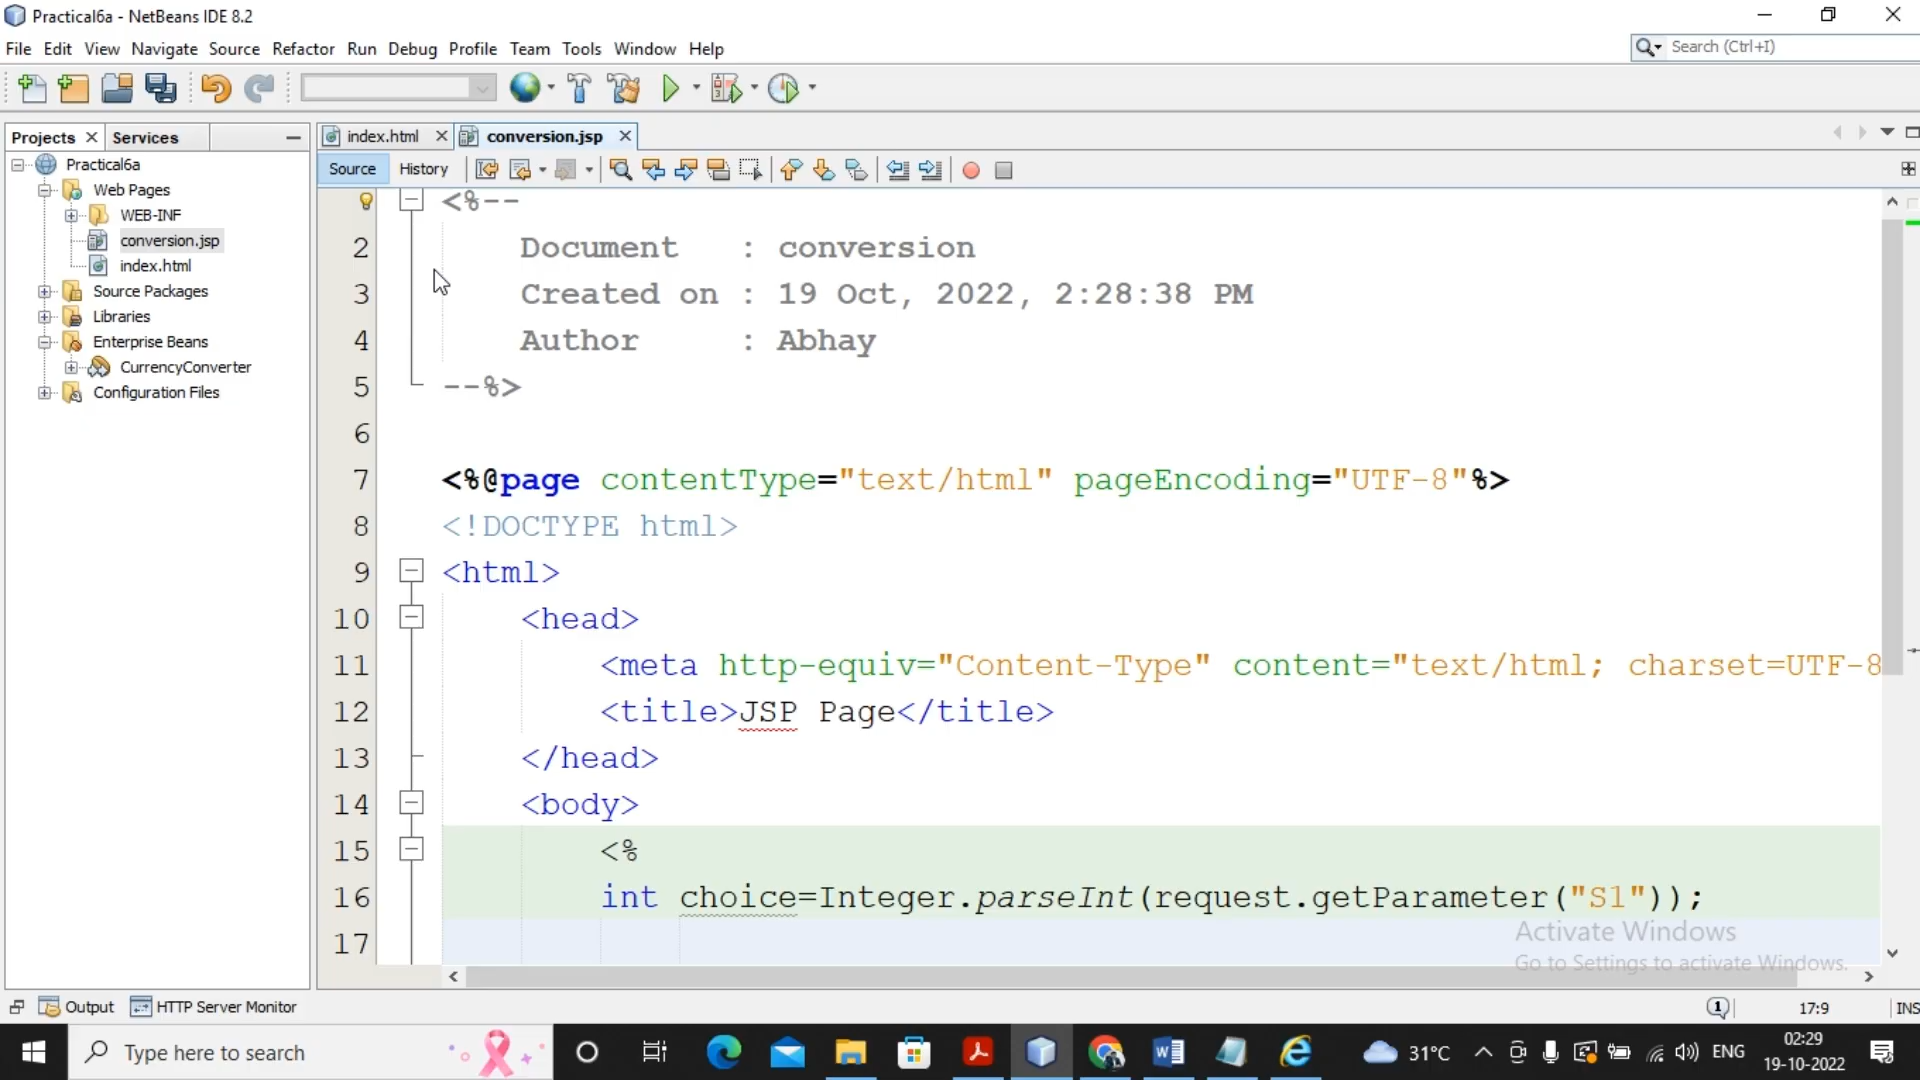 Practical6a - NetBeans IDE 8.2
File Edit View Navigate Source Refactor Run Debug Profile Team Tools Window Help
Search (Ctrl+I)
Projects Services
index.html conversion.jsp
Practical6a
Web Pages
WEB-INF
conversion.jsp
index.html
Source Packages
Libraries
Enterprise Beans
CurrencyConverter
Configuration Files
Source History
<%--
2 Document : conversion
3 Created on : 19 Oct, 2022, 2:28:38 PM
4 Author : Abhay
5 --%>
6
7 <%@page contentType="text/html" pageEncoding="UTF-8"%>
8 <!DOCTYPE html>
9 <html>
10 <head>
11 <meta http-equiv="Content-Type" content="text/html; charset=UTF-8
12 <title>JSP Page</title>
13 </head>
14 <body>
15 <%
16 int choice=Integer.parseInt(request.getParameter("S1"));
17
Activate Windows
Go to Settings to activate Windows.
Output HTTP Server Monitor
1 17:9 INS
Type here to search
31°C ENG
02:29
19-10-2022